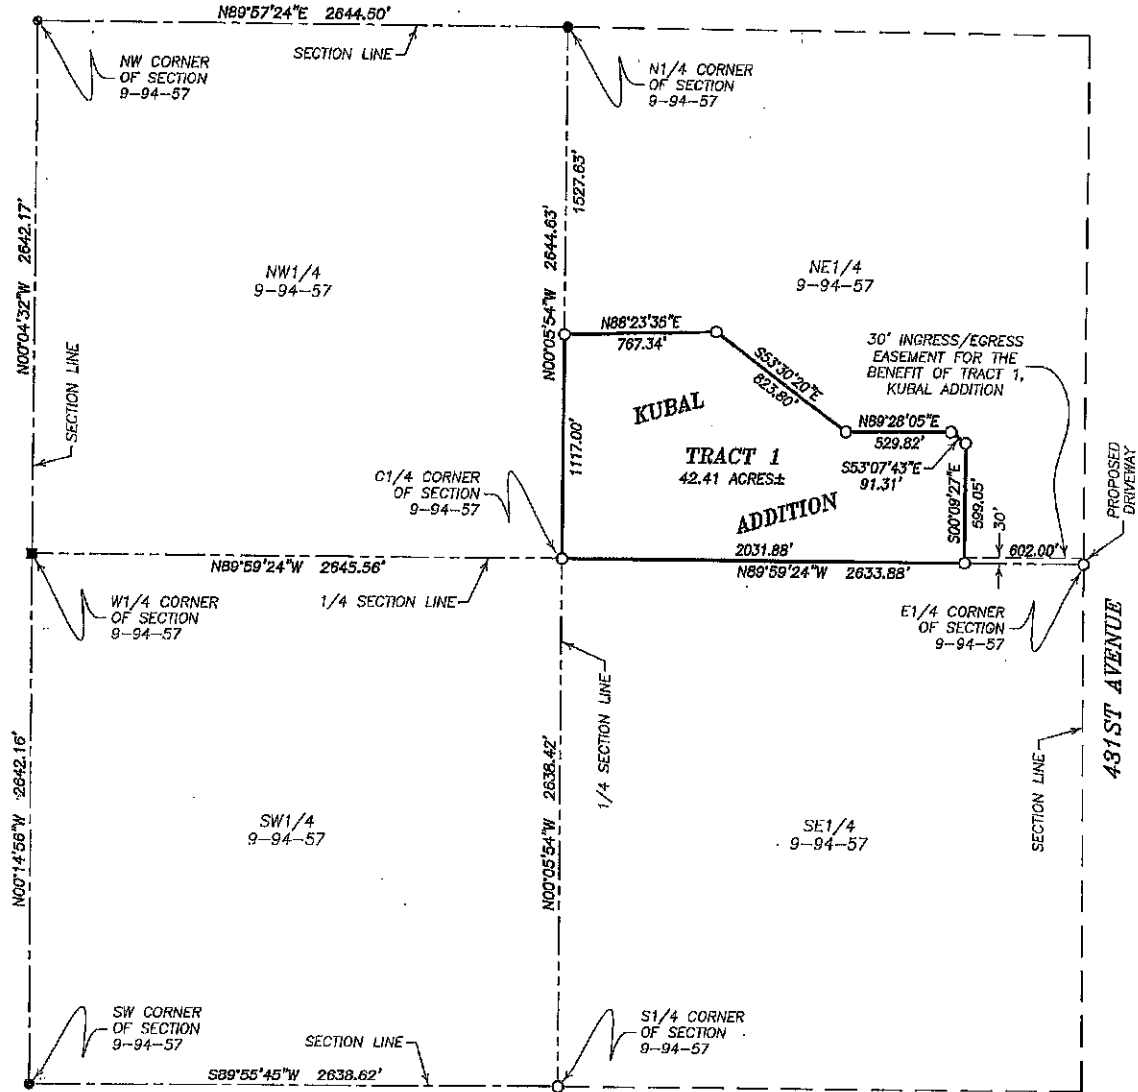 N89°57'24"E 2644.50'
SECTION LINE
NW CORNER
OF SECTION
9-94-57
N1/4 CORNER
OF SECTION
9-94-57
N00°04'32"W 2642.17'
1527.63'
N00°05'54"W 2644.63'
NW1/4
9-94-57
NE1/4
9-94-57
SECTION LINE
N88°23'35"E
767.34'
S53°30'20"E
823.80'
30' INGRESS/EGRESS
EASEMENT FOR THE
BENEFIT OF TRACT 1,
KUBAL ADDITION
KUBAL
1117.00'
N89°28'05"E
529.82'
TRACT 1
42.41 ACRES±
S53°07'43"E
91.31'
C1/4 CORNER
OF SECTION
9-94-57
S00°09'27"E
599.05'
30'
PROPOSED
DRIVEWAY
ADDITION
2031.88'
602.00'
N89°59'24"W 2645.56'
N89°59'24"W 2633.88'
W1/4 CORNER
OF SECTION
9-94-57
1/4 SECTION LINE
E1/4 CORNER
OF SECTION
9-94-57
431ST AVENUE
1/4 SECTION LINE
N00°14'56"W 2642.16'
N00°05'54"W 2638.42'
SECTION LINE
SW1/4
9-94-57
SE1/4
9-94-57
SW CORNER
OF SECTION
9-94-57
S1/4 CORNER
OF SECTION
9-94-57
SECTION LINE
S89°55'45"W 2638.62'